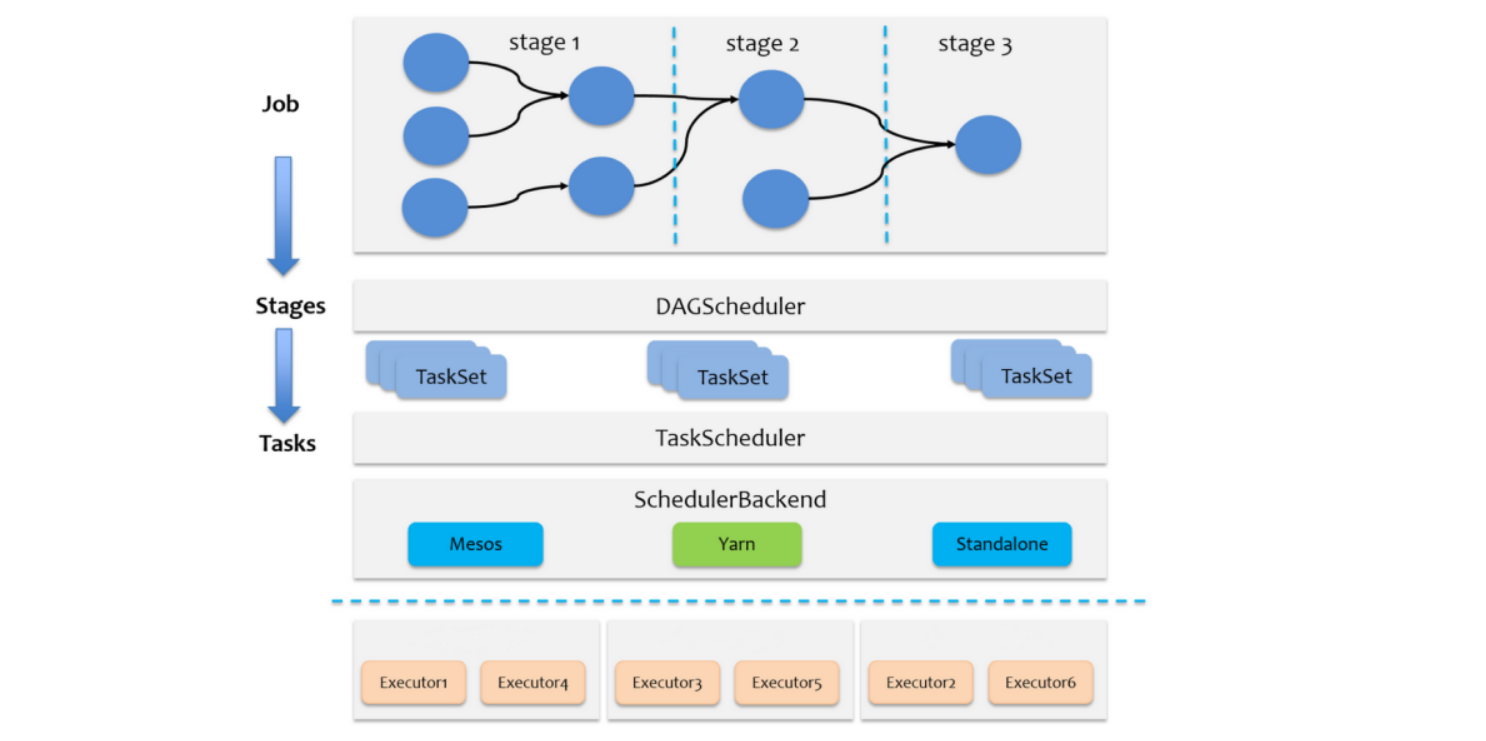 stage 1
stage 2
stage 3
Job
Stages
DAGScheduler
TaskSet
TaskSet
TaskSet
Tasks
TaskScheduler
SchedulerBackend
Mesos
Yarn
Standalone
Executor1
Executor4
Executor3
Executor5
Executor2
Executor6